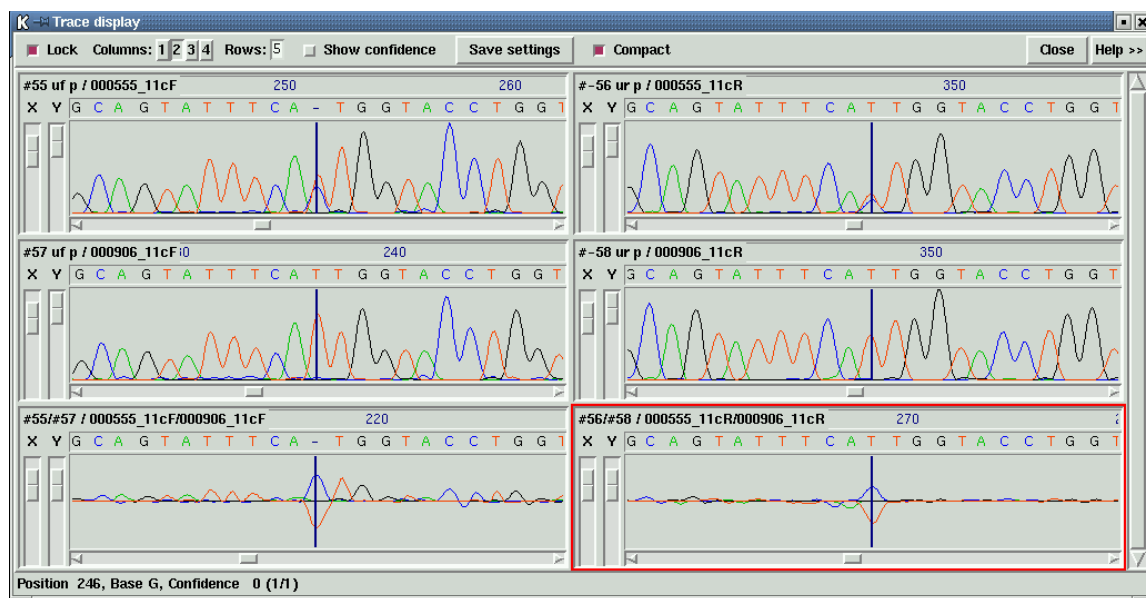 Trace display
Lock Columns: 1 2 3 4 Rows: 5 Show confidence Save settings Compact Close Help >>
#55 uf p / 000555_11cF 250 260
X Y G C A G T A T T T C A - T G G T A C C T G G T
#-56 ur p / 000555_11cR 350
X Y G C A G T A T T T C A T T G G T A C C T G G T
#57 uf p / 000906_11cF 240
X Y G C A G T A T T T C A T T G G T A C C T G G T
#-58 ur p / 000906_11cR 350
X Y G C A G T A T T T C A T T G G T A C C T G G T
#55/#57 / 000555_11cF/000906_11cF 220
X Y G C A G T A T T T C A - T G G T A C C T G G T
#56/#58 / 000555_11cR/000906_11cR 270
X Y G C A G T A T T T C A T T G G T A C C T G G T
Position 246, Base G, Confidence 0 (1/1)